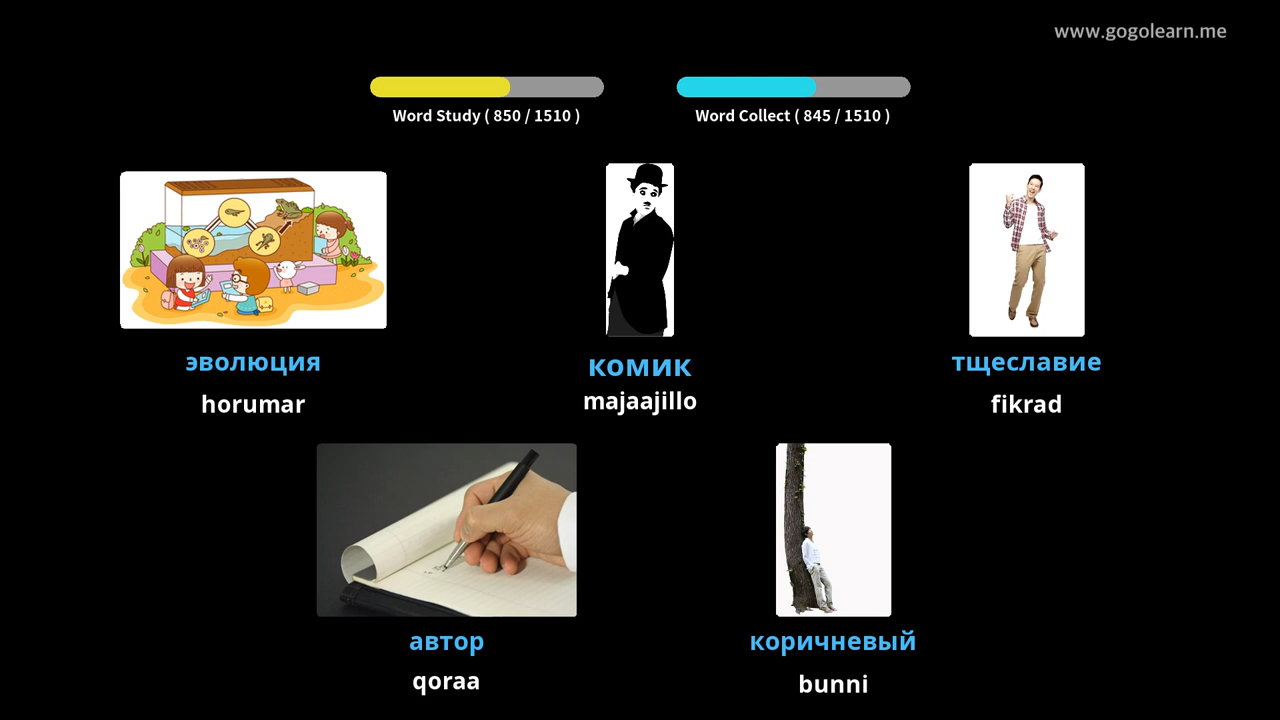 www.gogolearn.me
Word Study ( 850 / 1510 )
Word Collect ( 845 / 1510 )
эволюция
horumar
комик
majaajillo
тщеславие
fikrad
автор
qoraa
коричневый
bunni